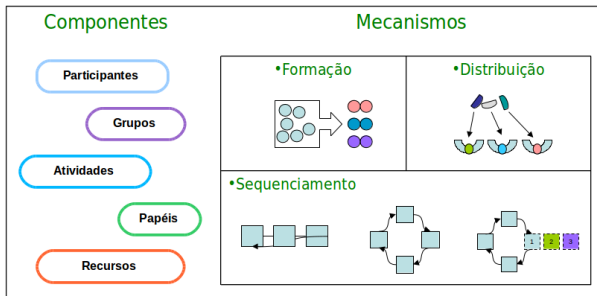 Componentes
Mecanismos
Participantes
Grupos
Atividades
Papéis
Recursos
•Formação
•Distribuição
•Sequenciamento
1 2 3